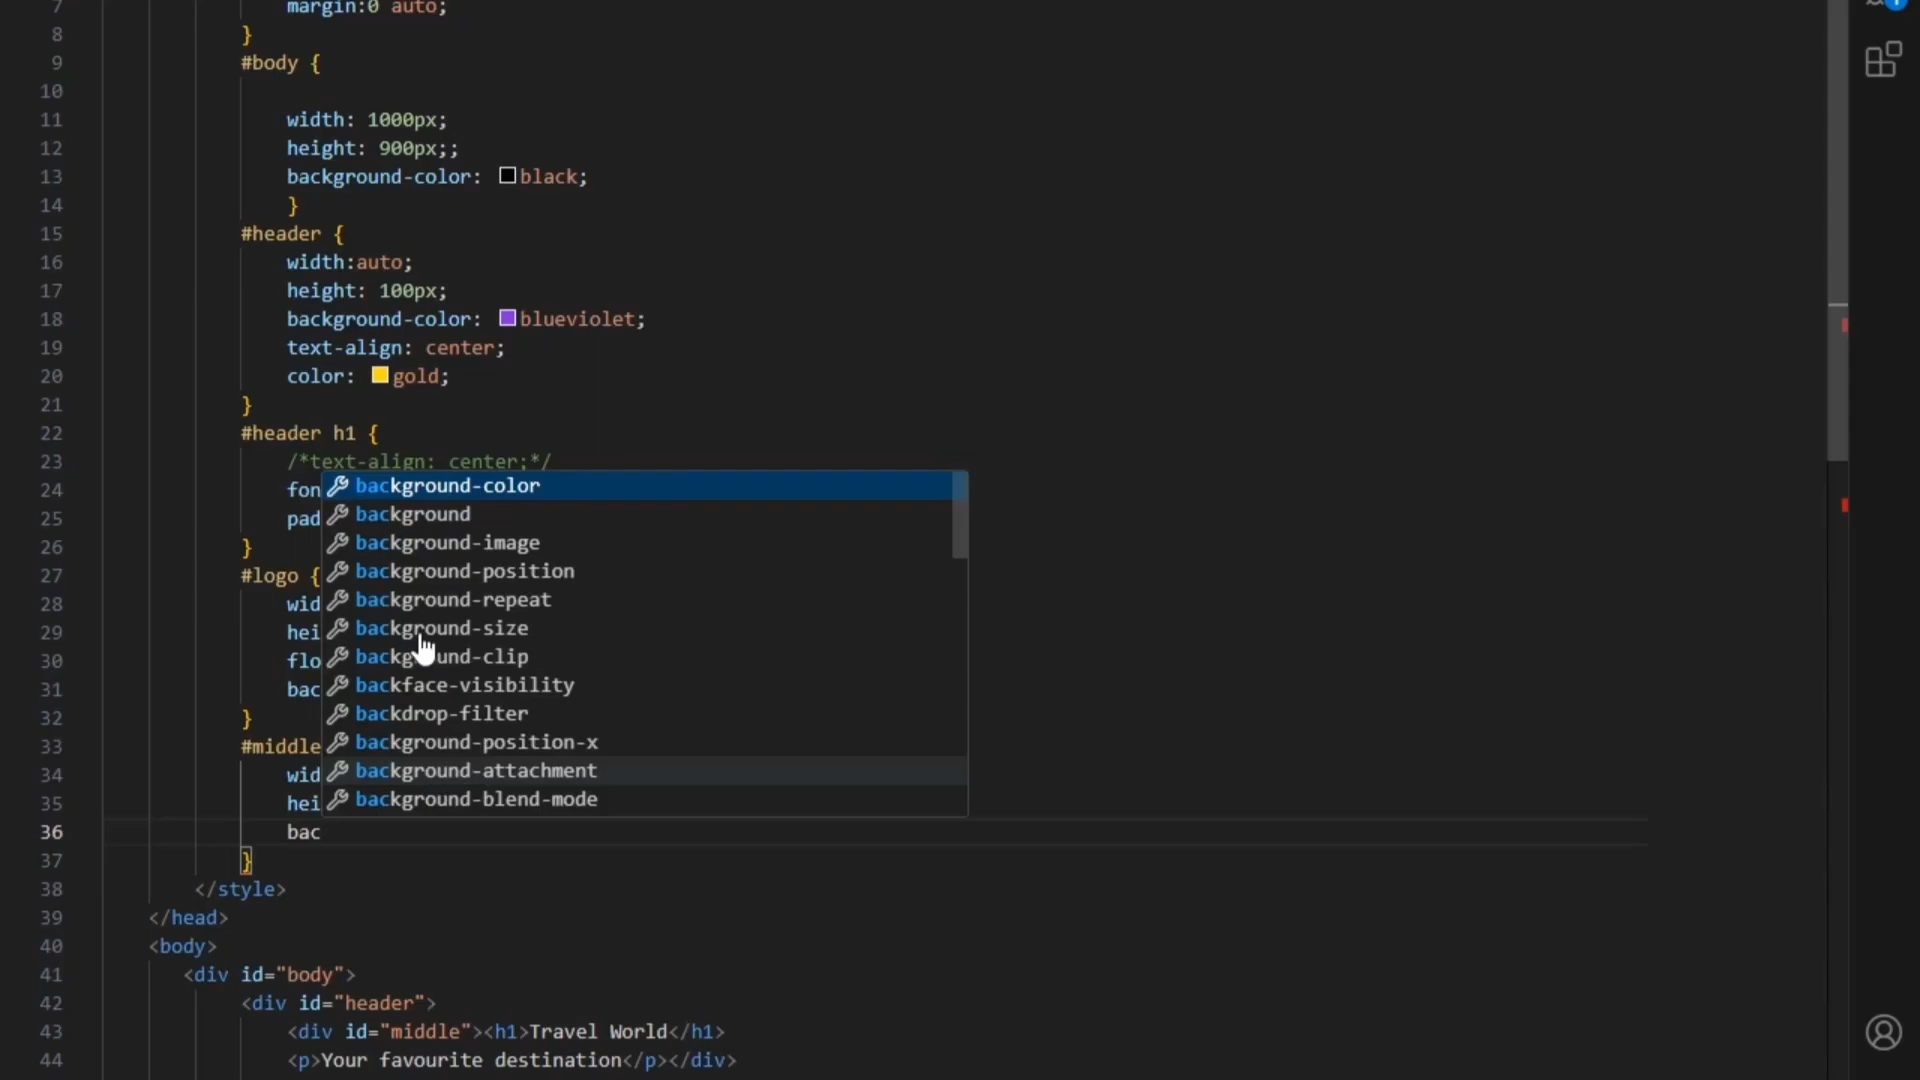 7 margin:0 auto;
8 }
9 #body {
10
11 width: 1000px;
12 height: 900px;;
13 background-color: black;
14 }
15 #header {
16 width:auto;
17 height: 100px;
18 background-color: blueviolet;
19 text-align: center;
20 color: gold;
21 }
22 #header h1 {
23 /*text-align: center;*/
24 fon background-color
25 pad background
26 } background-image
27 #logo { background-position
28 wid background-repeat
29 hei background-size
30 flo background-clip
31 bac backface-visibility
32 } backdrop-filter
33 #middle background-position-x
34 wid background-attachment
35 hei background-blend-mode
36 bac
37 }
38 </style>
39 </head>
40 <body>
41 <div id="body">
42 <div id="header">
43 <div id="middle"><h1>Travel World</h1>
44 <p>Your favourite destination</p></div>